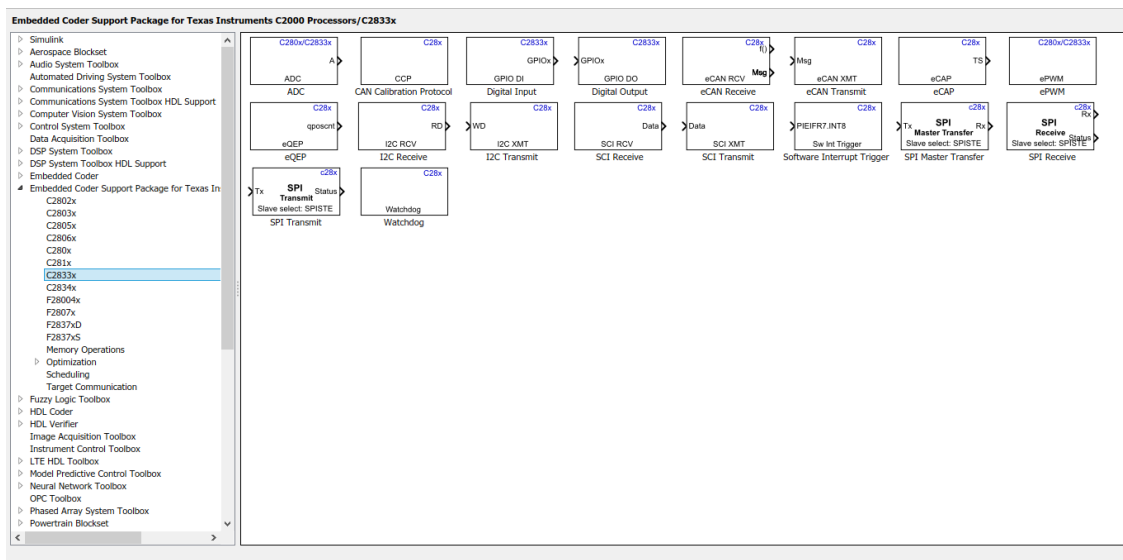 Embedded Coder Support Package for Texas Instruments C2000 Processors/C2833x
Simulink
Aerospace Blockset
Audio System Toolbox
Automated Driving System Toolbox
Communications System Toolbox
Communications System Toolbox HDL Support
Computer Vision System Toolbox
Control System Toolbox
Data Acquisition Toolbox
DSP System Toolbox
DSP System Toolbox HDL Support
Embedded Coder
Embedded Coder Support Package for Texas In
C2802x
C2803x
C2805x
C2806x
C280x
C281x
C2833x
C2834x
F28004x
F2807x
F2837xD
F2837xS
Memory Operations
Optimization
Scheduling
Target Communication
Fuzzy Logic Toolbox
HDL Coder
HDL Verifier
Image Acquisition Toolbox
Instrument Control Toolbox
LTE HDL Toolbox
Model Predictive Control Toolbox
Neural Network Toolbox
OPC Toolbox
Phased Array System Toolbox
Powertrain Blockset
C280x/C2833x C28x C2833x C2833x C28x C28x C28x C280x/C2833x
A GPIOx GPIOx f() Msg Msg TS
ADC CCP GPIO DI GPIO DO eCAN RCV eCAN XMT eCAP ePWM
ADC CAN Calibration Protocol Digital Input Digital Output eCAN Receive eCAN Transmit eCAP ePWM
C28x C28x C28x C28x C28x C28x c28x c28x
qposcnt RD WD Data Data PIEIFR7.INT8 Tx SPI Rx SPI Rx
Master Transfer Receive Status
eQEP I2C RCV I2C XMT SCI RCV SCI XMT Sw Int Trigger Slave select: SPISTE Slave select: SPISTE
eQEP I2C Receive I2C Transmit SCI Receive SCI Transmit Software Interrupt Trigger SPI Master Transfer SPI Receive
c28x C28x
Tx SPI Status
Transmit
Slave select: SPISTE Watchdog
SPI Transmit Watchdog